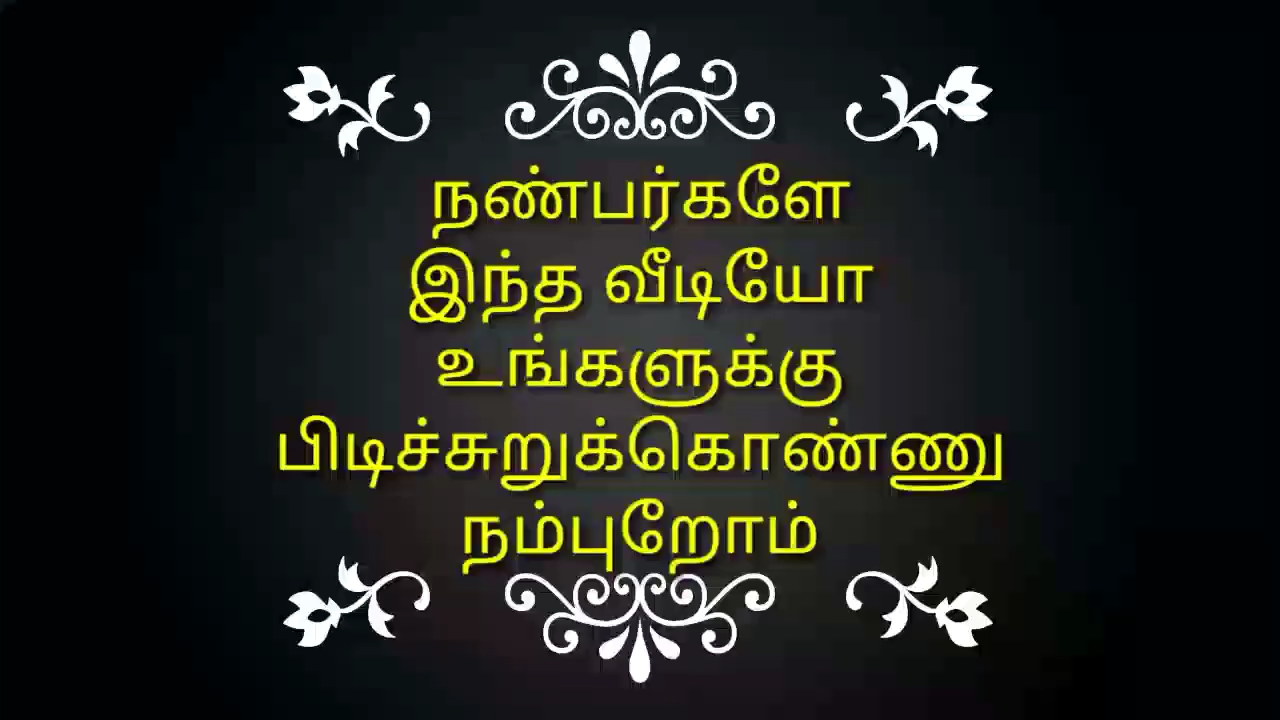 நண்பர்களே
இந்த வீடியோ
உங்களுக்கு
பிடிச்சுறுக்கொண்ணு
நம்புறோம்